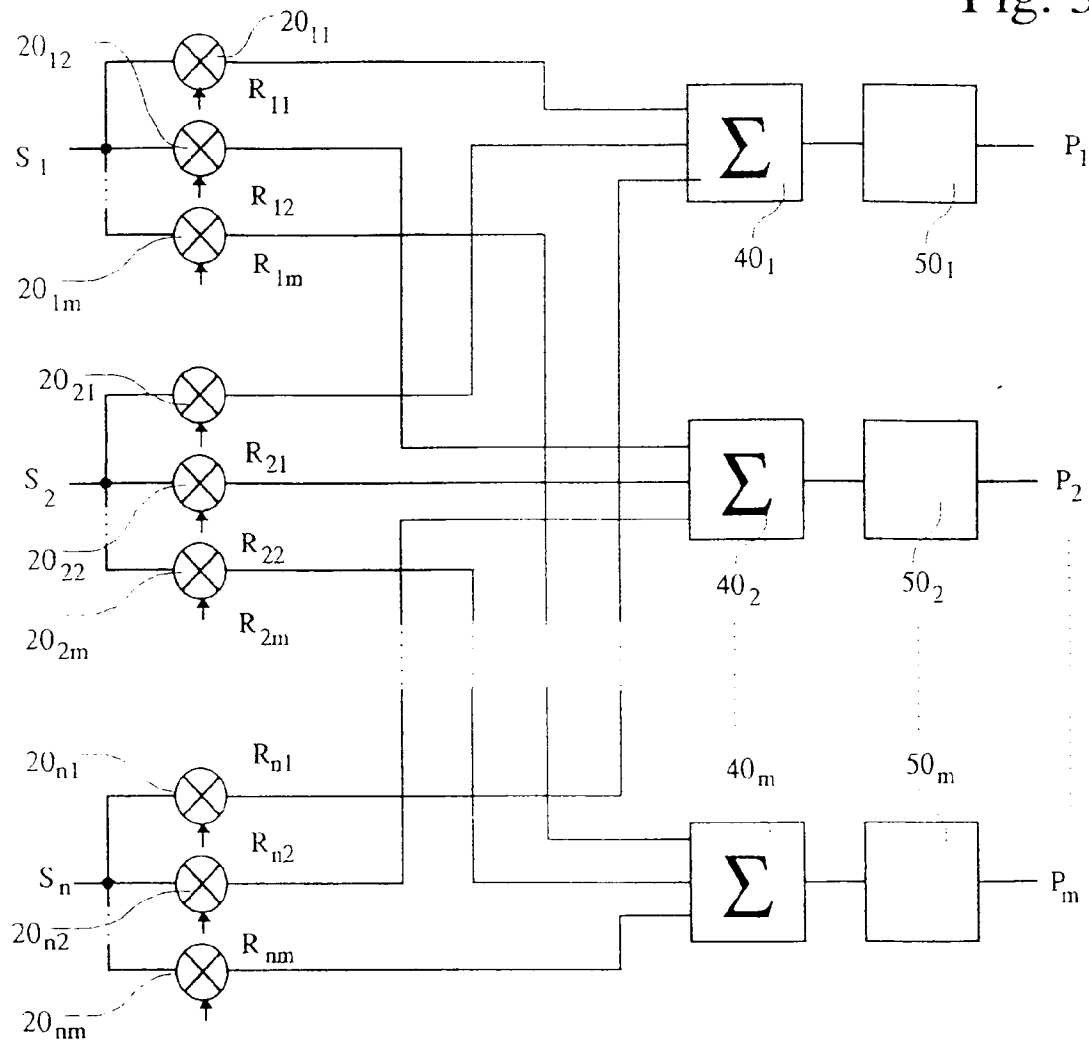 Fig. 3
20₁₁
20₁₂
R₁₁
S₁
Σ
P₁
R₁₂
R₁ₘ
40₁
50₁
20₁ₘ
20₂₁
R₂₁
S₂
Σ
P₂
R₂₂
20₂₂
40₂
50₂
R₂ₘ
20₂ₘ
20ₙ₁
Rₙ₁
40ₘ
50ₘ
Rₙ₂
Sₙ
Σ
Pₘ
20ₙ₂
Rₙₘ
20ₙₘ